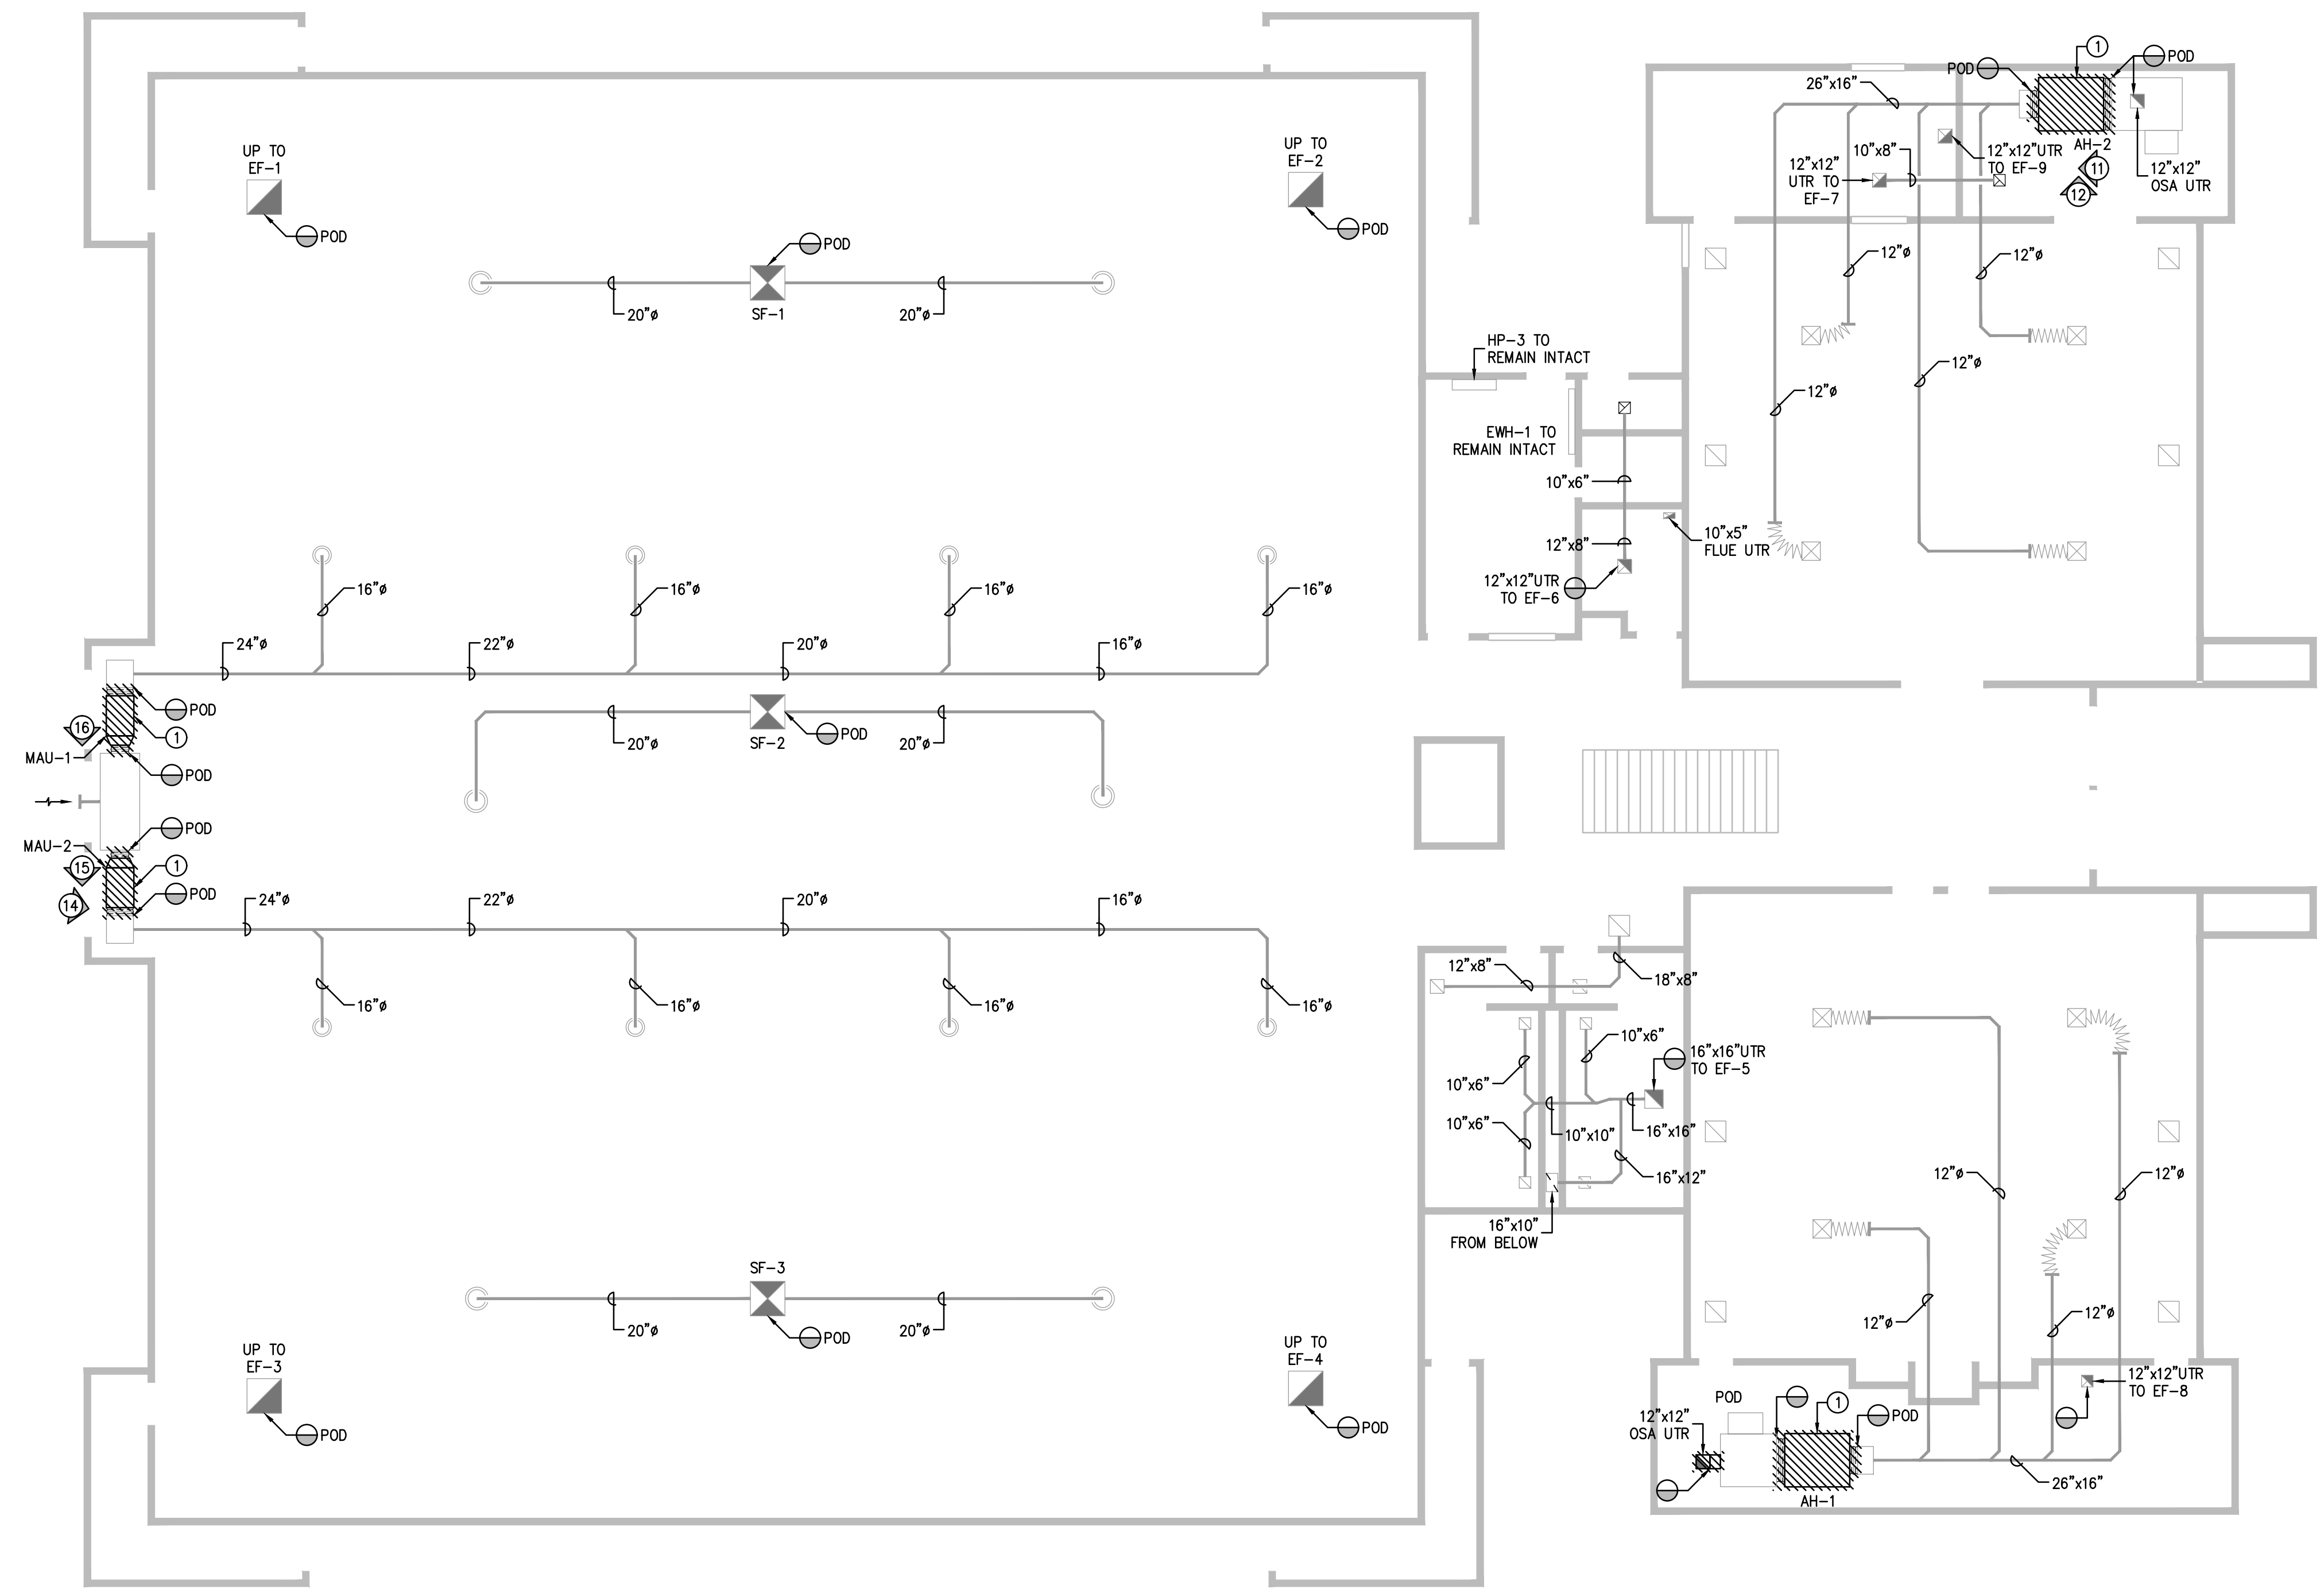 1
POD
POD
26"x16"
AH-2
12"x12"UTR
TO EF-9
10"x8"
12"x12"
UTR TO
EF-7
11
12
12"x12"
OSA UTR
UP TO
EF-1
POD
UP TO
EF-2
POD
POD
20"ø
SF-1
20"ø
12"ø
12"ø
12"ø
12"ø
HP-3 TO
REMAIN INTACT
EWH-1 TO
REMAIN INTACT
10"x6"
12"x8"
10"x5"
FLUE UTR
12"x12"UTR
TO EF-6
16"ø
16"ø
16"ø
16"ø
24"ø
22"ø
20"ø
16"ø
POD
16
1
MAU-1
POD
20"ø
SF-2
POD
20"ø
POD
MAU-2
15
1
POD
14
24"ø
22"ø
20"ø
16"ø
16"ø
16"ø
16"ø
16"ø
12"x8"
18"x8"
10"x6"
10"x6"
16"x16"UTR
TO EF-5
10"x6"
10"x10"
16"x16"
16"x12"
16"x10"
FROM BELOW
12"ø
12"ø
12"ø
12"ø
SF-3
20"ø
POD
20"ø
UP TO
EF-3
POD
UP TO
EF-4
POD
12"x12"UTR
TO EF-8
POD
1
POD
12"x12"
OSA UTR
26"x16"
AH-1